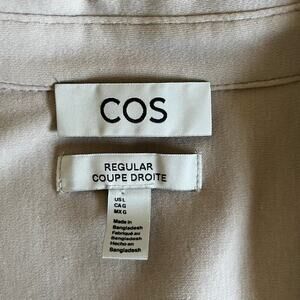 COS
REGULAR
COUPE DROITE
US L
CA G
MX G
Made in
Bangladesh
Fabriqué au
Bangladesh
Hecho en
Bangladesh